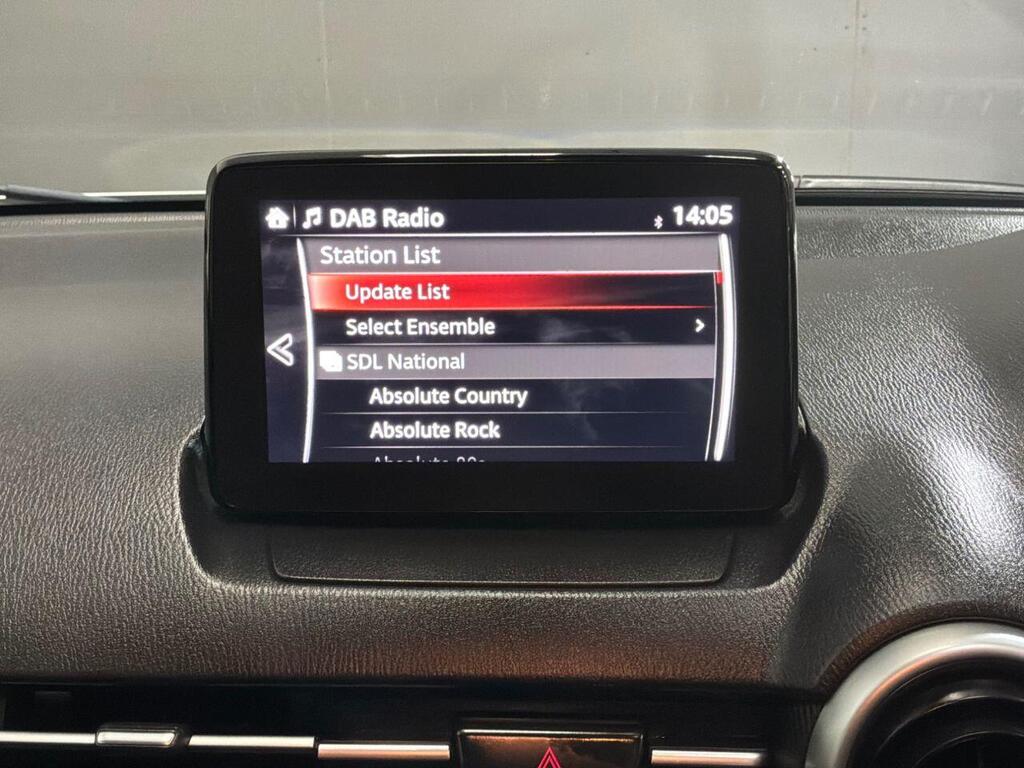 DAB Radio 14:05
Station List
Update List
Select Ensemble
SDL National
Absolute Country
Absolute Rock